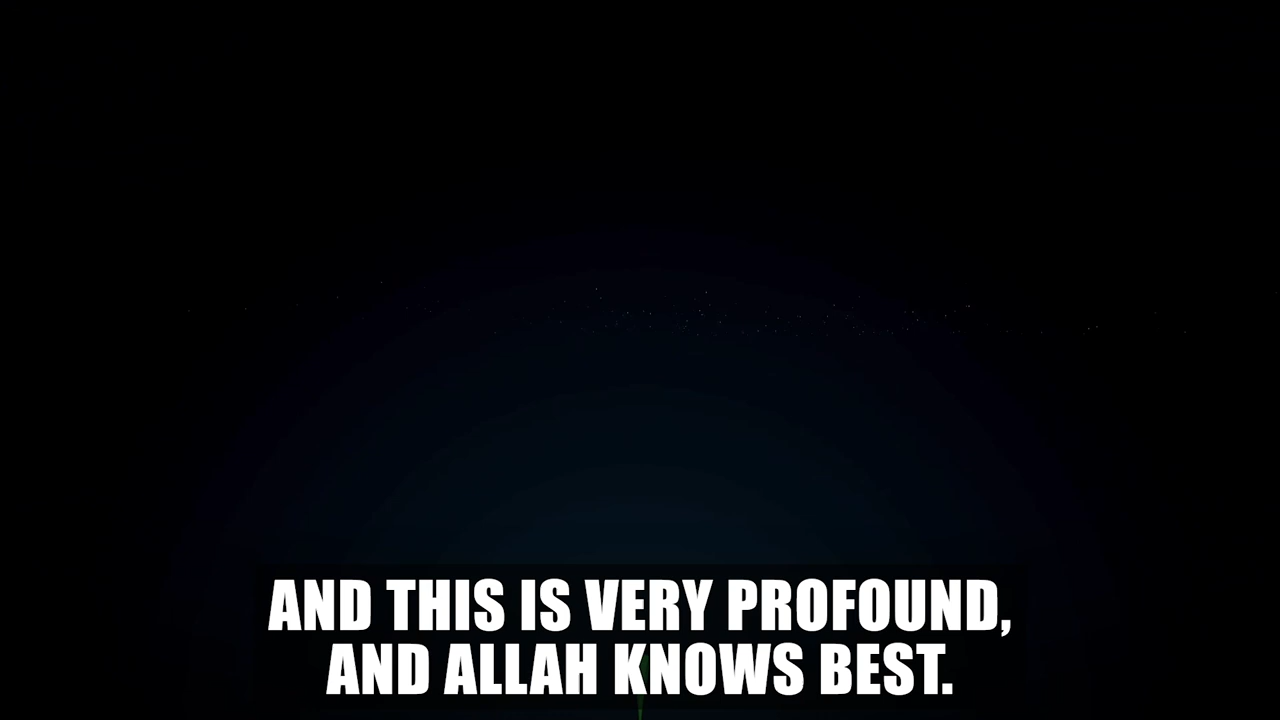 AND THIS IS VERY PROFOUND,
AND ALLAH KNOWS BEST.